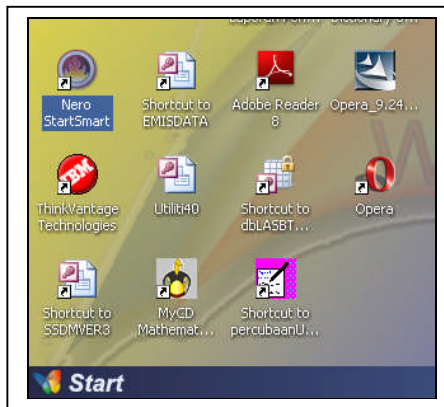 Nero
StartSmart
Shortcut to
EMISDATA
Adobe Reader
8
Opera_9.24...
ThinkVantage
Technologies
Utiliti40
Shortcut to
dbLASBT...
Opera
Shortcut to
SSDMVER3
MyCD
Mathemat...
Shortcut to
percubaanU...
Start